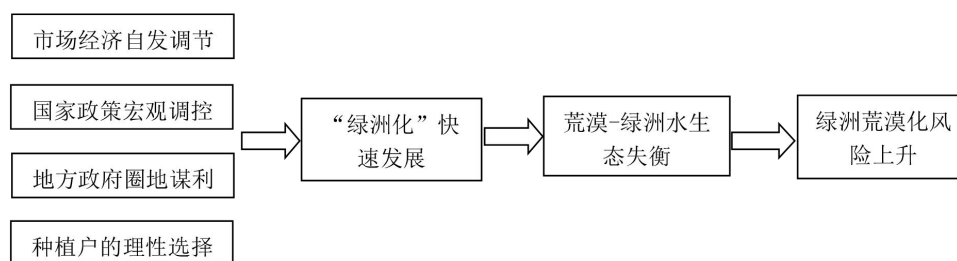 市场经济自发调节
国家政策宏观调控
地方政府圈地谋利
种植户的理性选择
“绿洲化”快
速发展
荒漠-绿洲水生
态失衡
绿洲荒漠化风
险上升